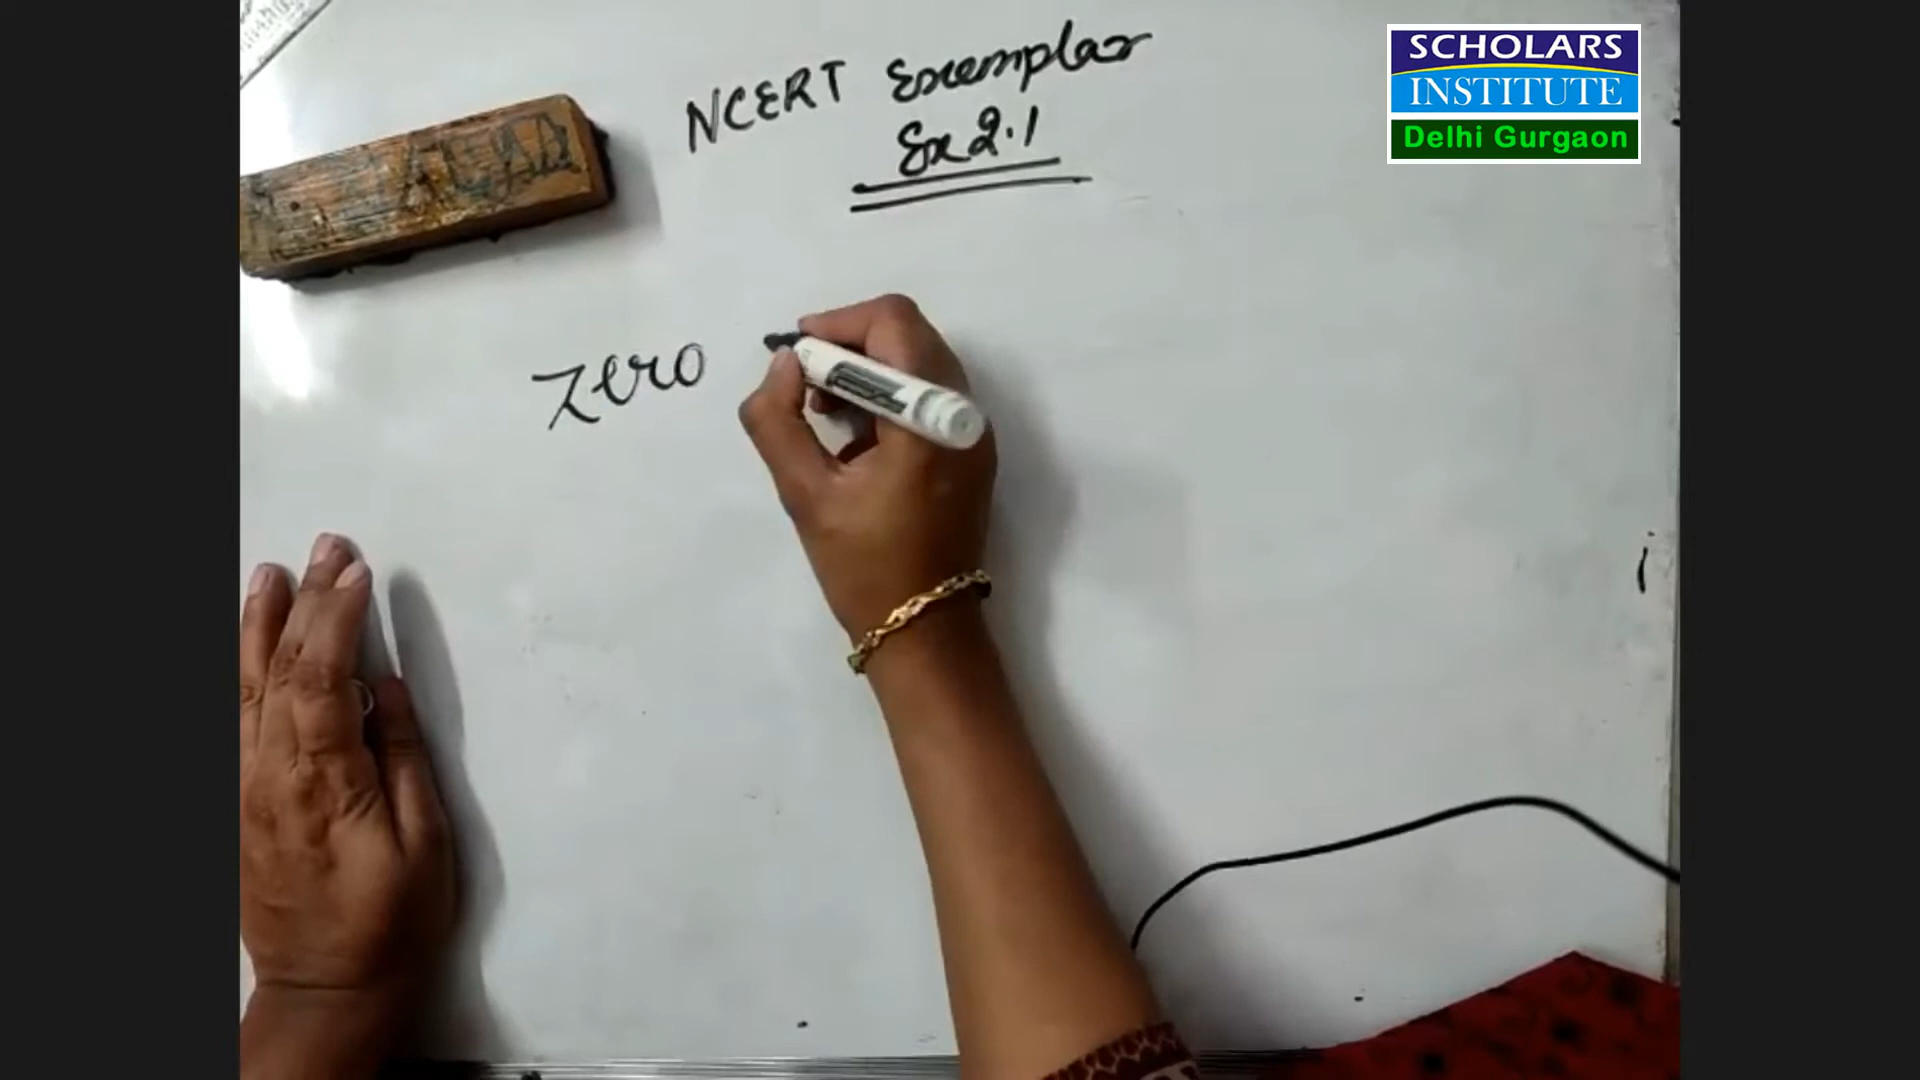 NCERT Exemplar
Ex 2.1
zero
SCHOLARS
INSTITUTE
Delhi Gurgaon